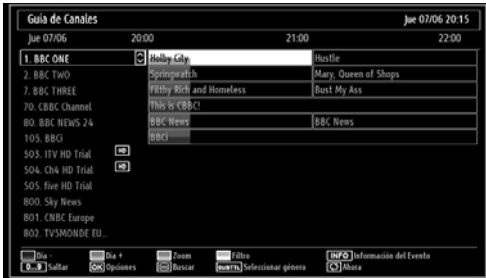 Guía de Canales Jue 07/06 20:15
Jue 07/06 20:00 21:00 22:00
1. BBC ONE Holby City Hustle
2. BBC TWO Springwatch Mary, Queen of Shops
7. BBC THREE Filthy Rich and Homeless Bust My Ass
70. CBBC Channel This is CBBC!
80. BBC NEWS 24 BBC News BBC News
105. BBCi BBCi
503. ITV HD Trial HD
504. Ch4 HD Trial HD
505. five HD Trial
800. Sky News
801. CNBC Europe
802. TV5MONDE EU...
Día - Día + Zoom Filtro INFO Información del Evento
0...9 Saltar OK Opciones Buscar SUBTTL Seleccionar género Ahora